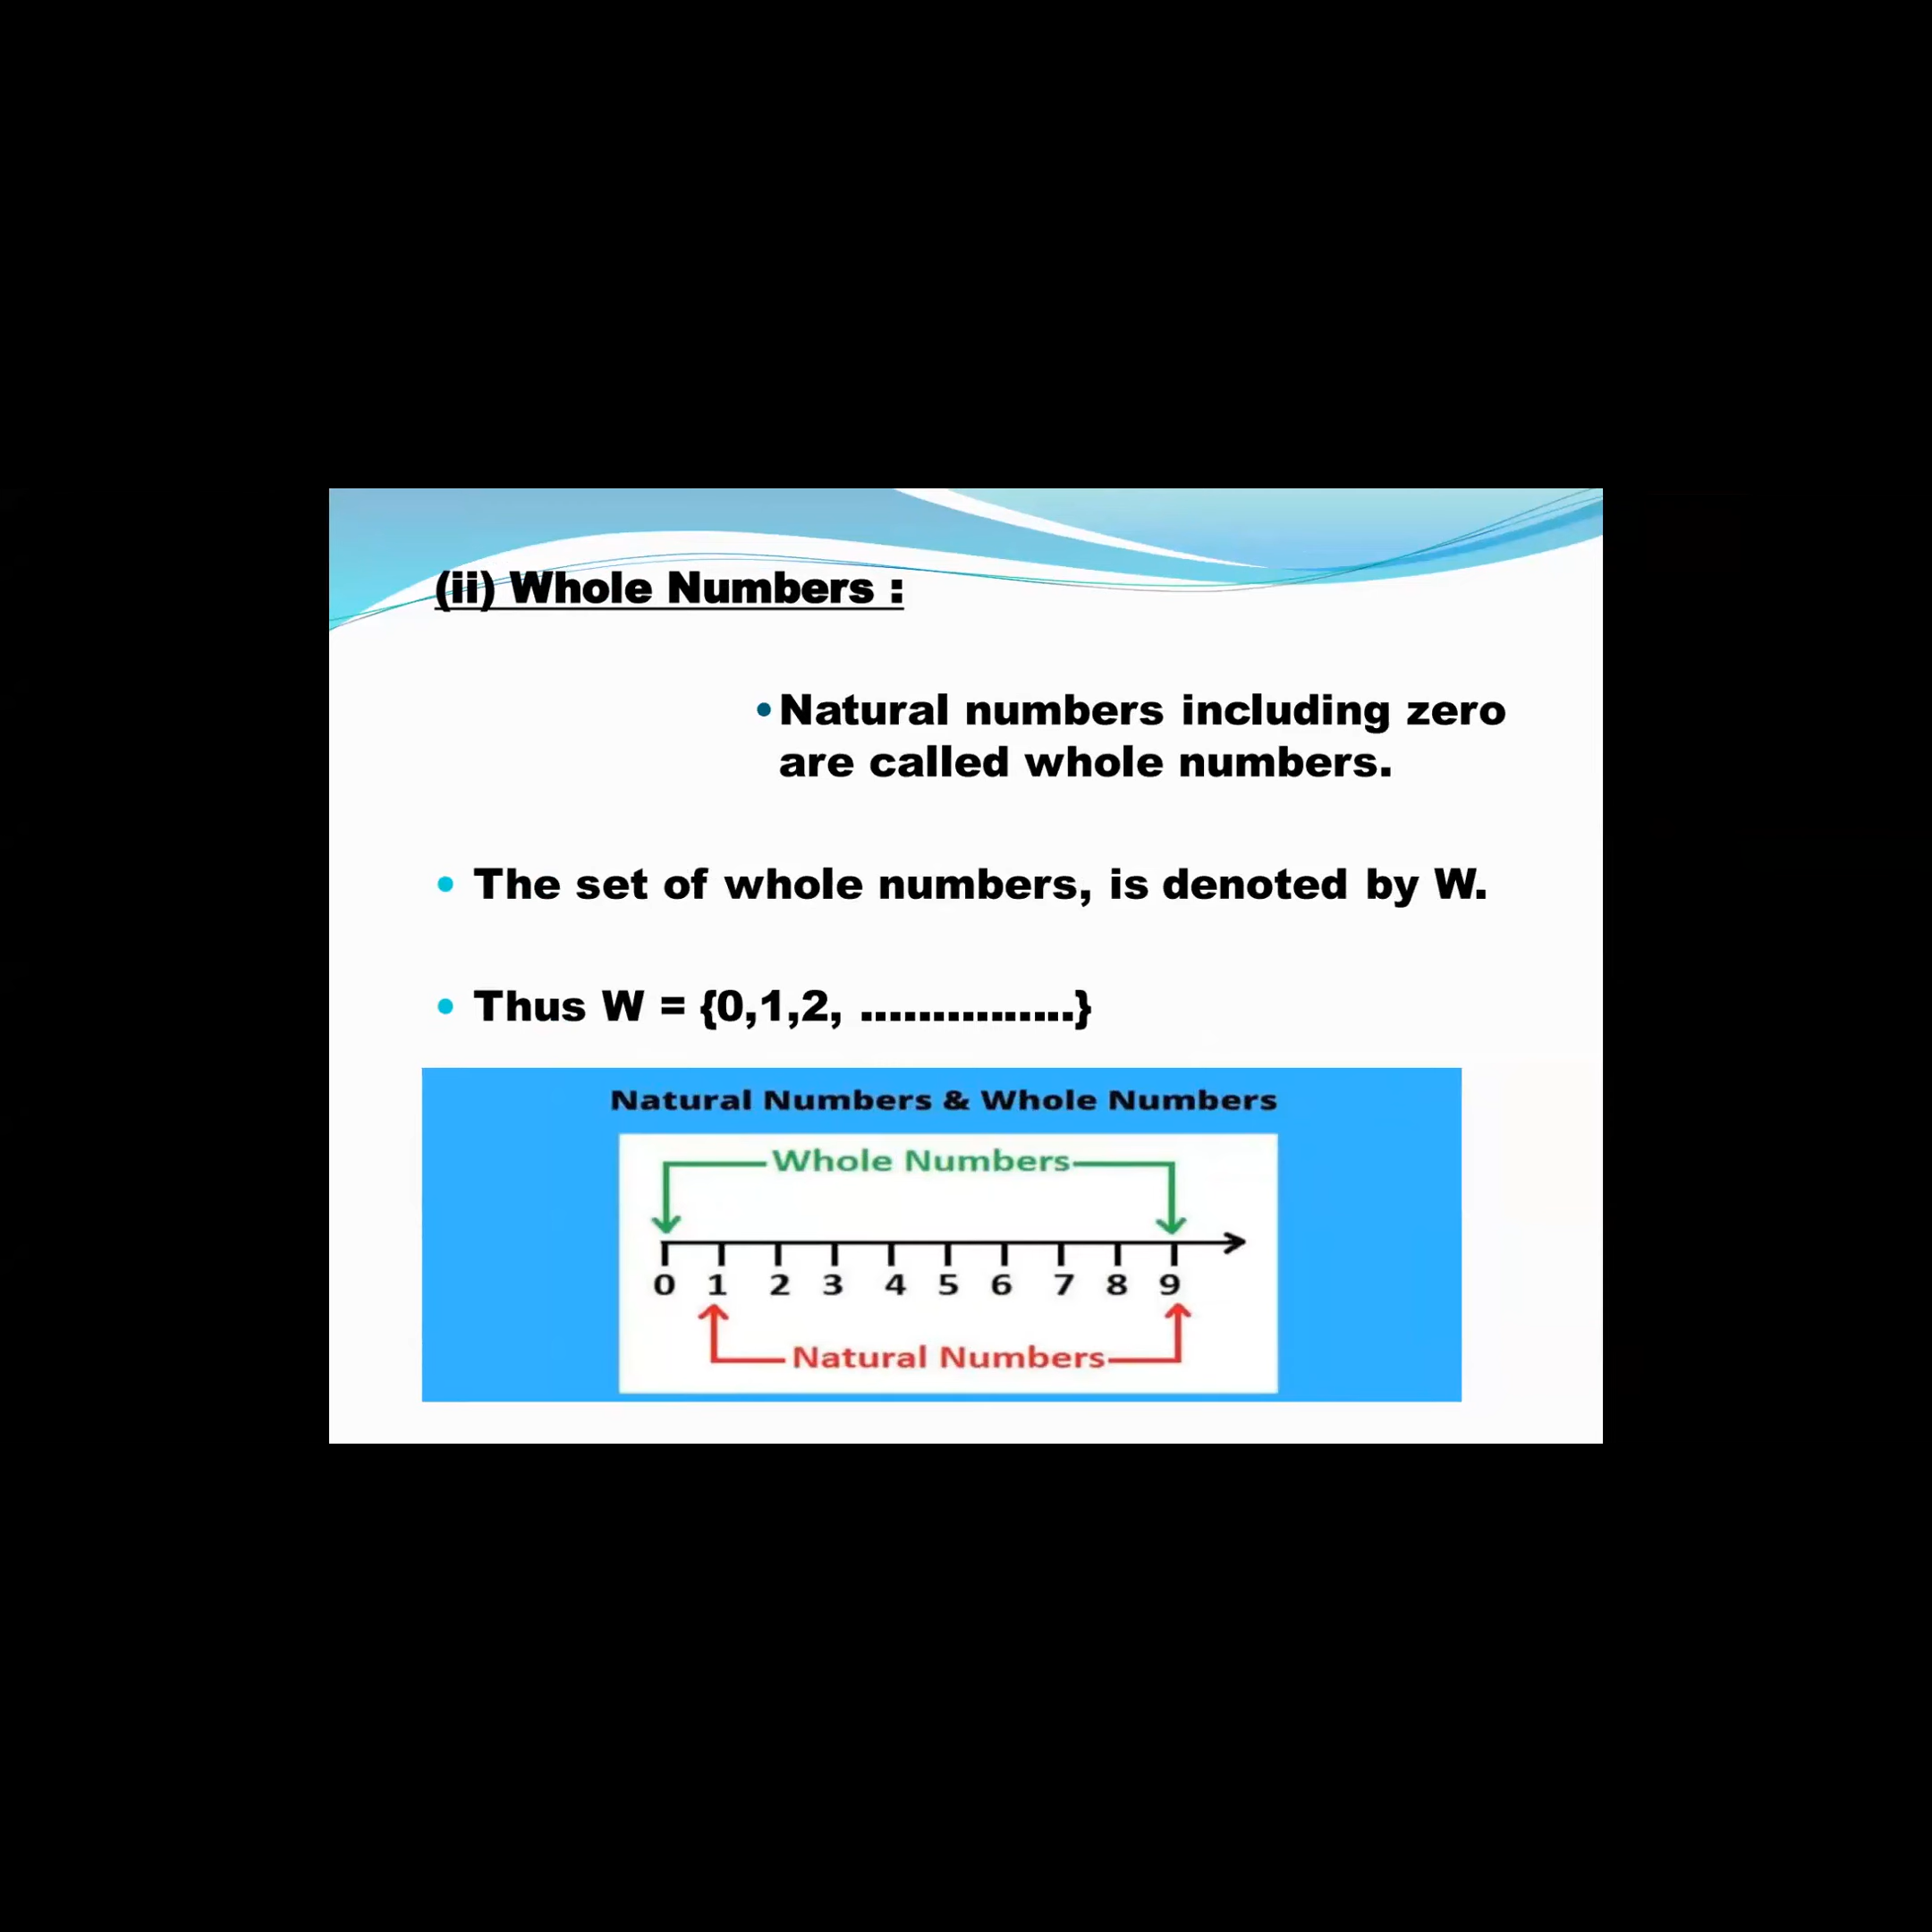 (ii) Whole Numbers :
•Natural numbers including zero
are called whole numbers.
• The set of whole numbers, is denoted by W.
• Thus W = {0,1,2, ...............}
Natural Numbers & Whole Numbers
Whole Numbers
0 1 2 3 4 5 6 7 8 9
Natural Numbers